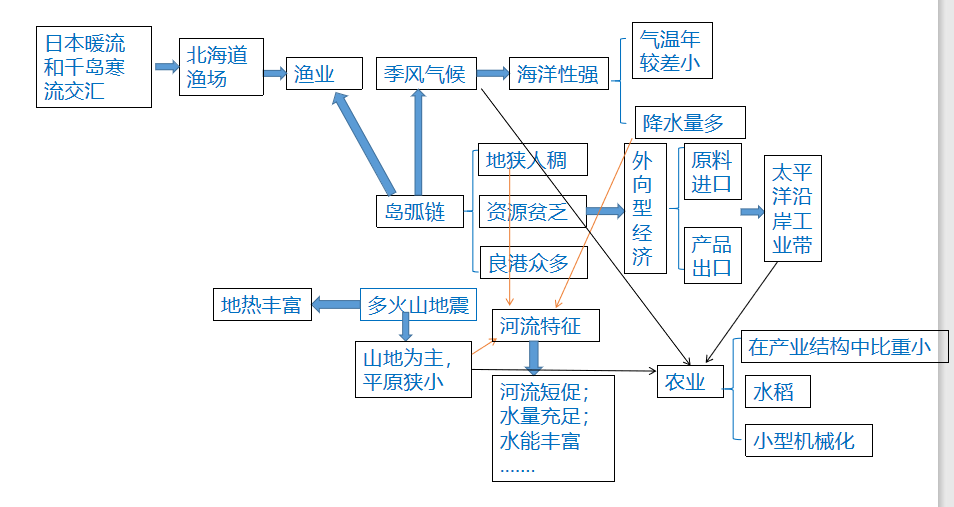 日本暖流
和千岛寒
流交汇
北海道
渔场
渔业
季风气候
海洋性强
气温年
较差小
降水量多
岛弧链
地狭人稠
资源贫乏
良港众多
外
向
型
经
济
原料
进口
产品
出口
太平
洋沿
岸工
业带
地热丰富
多火山地震
山地为主，
平原狭小
河流特征
河流短促；
水量充足；
水能丰富
.......
农业
在产业结构中比重小
水稻
小型机械化